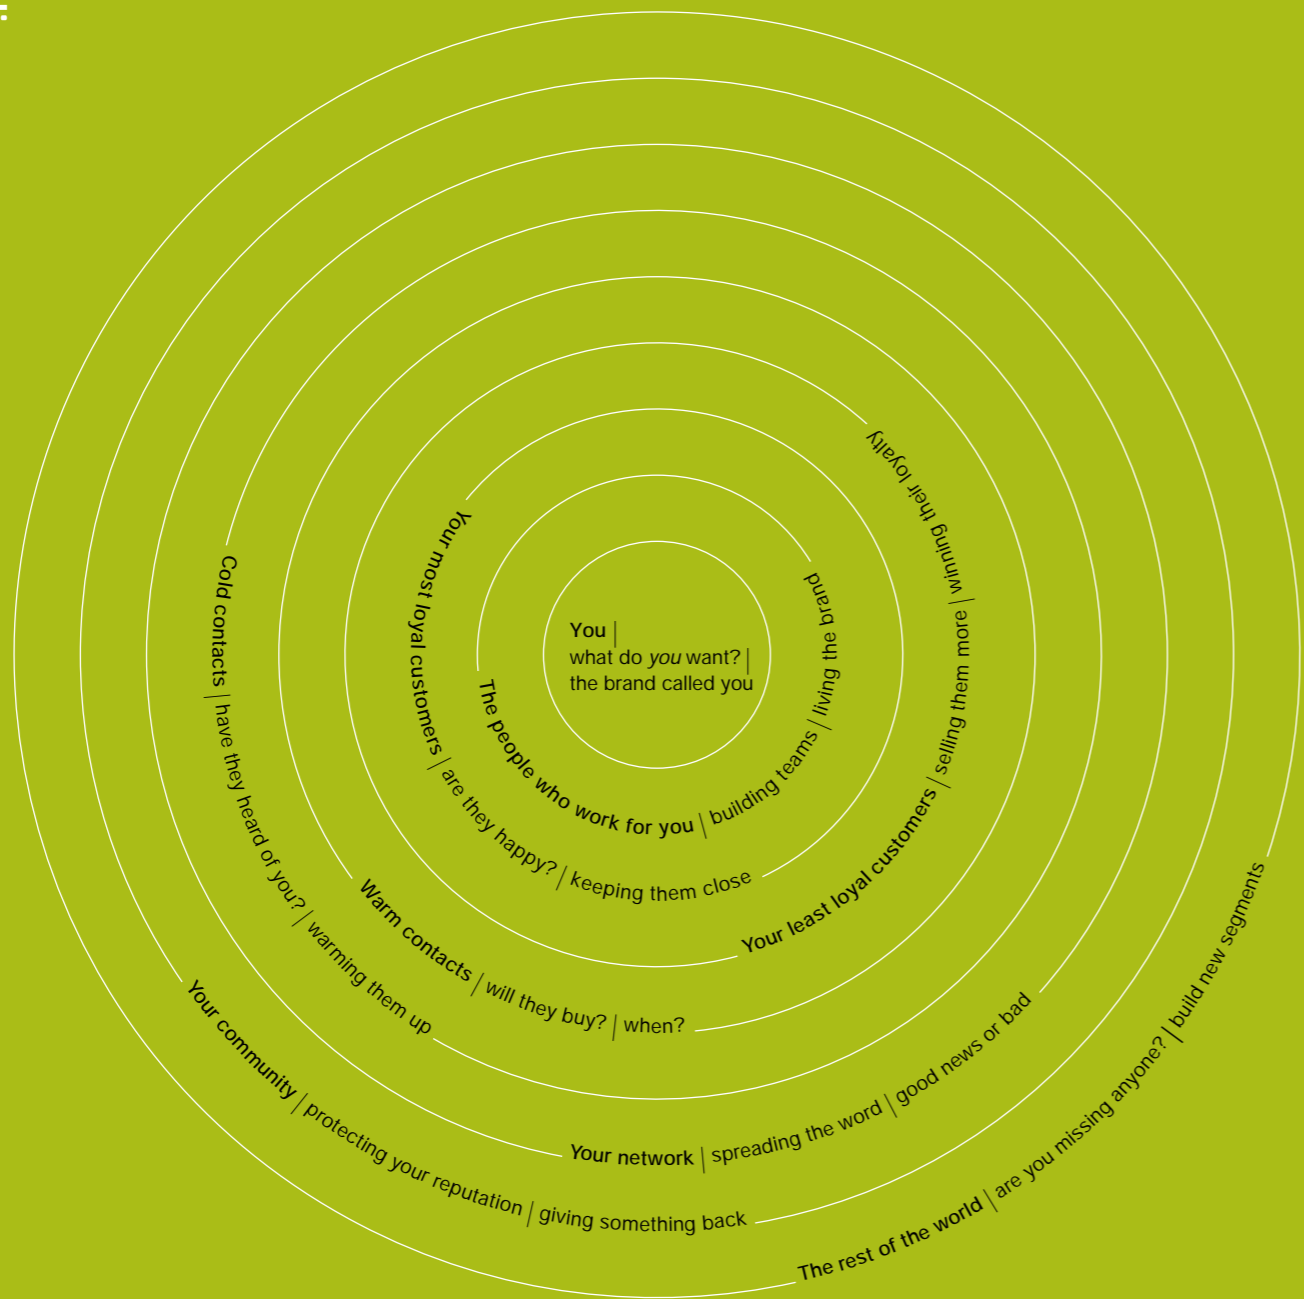 You |
what do you want? |
the brand called you
The people who work for you | building teams | living the brand
Your most loyal customers | are they happy? | keeping them close
Your least loyal customers | selling them more | winning their loyalty
Warm contacts | will they buy? | when?
Cold contacts | have they heard of you? | warming them up
Your network | spreading the word | good news or bad
Your community | protecting your reputation | giving something back
The rest of the world | are you missing anyone? | build new segments